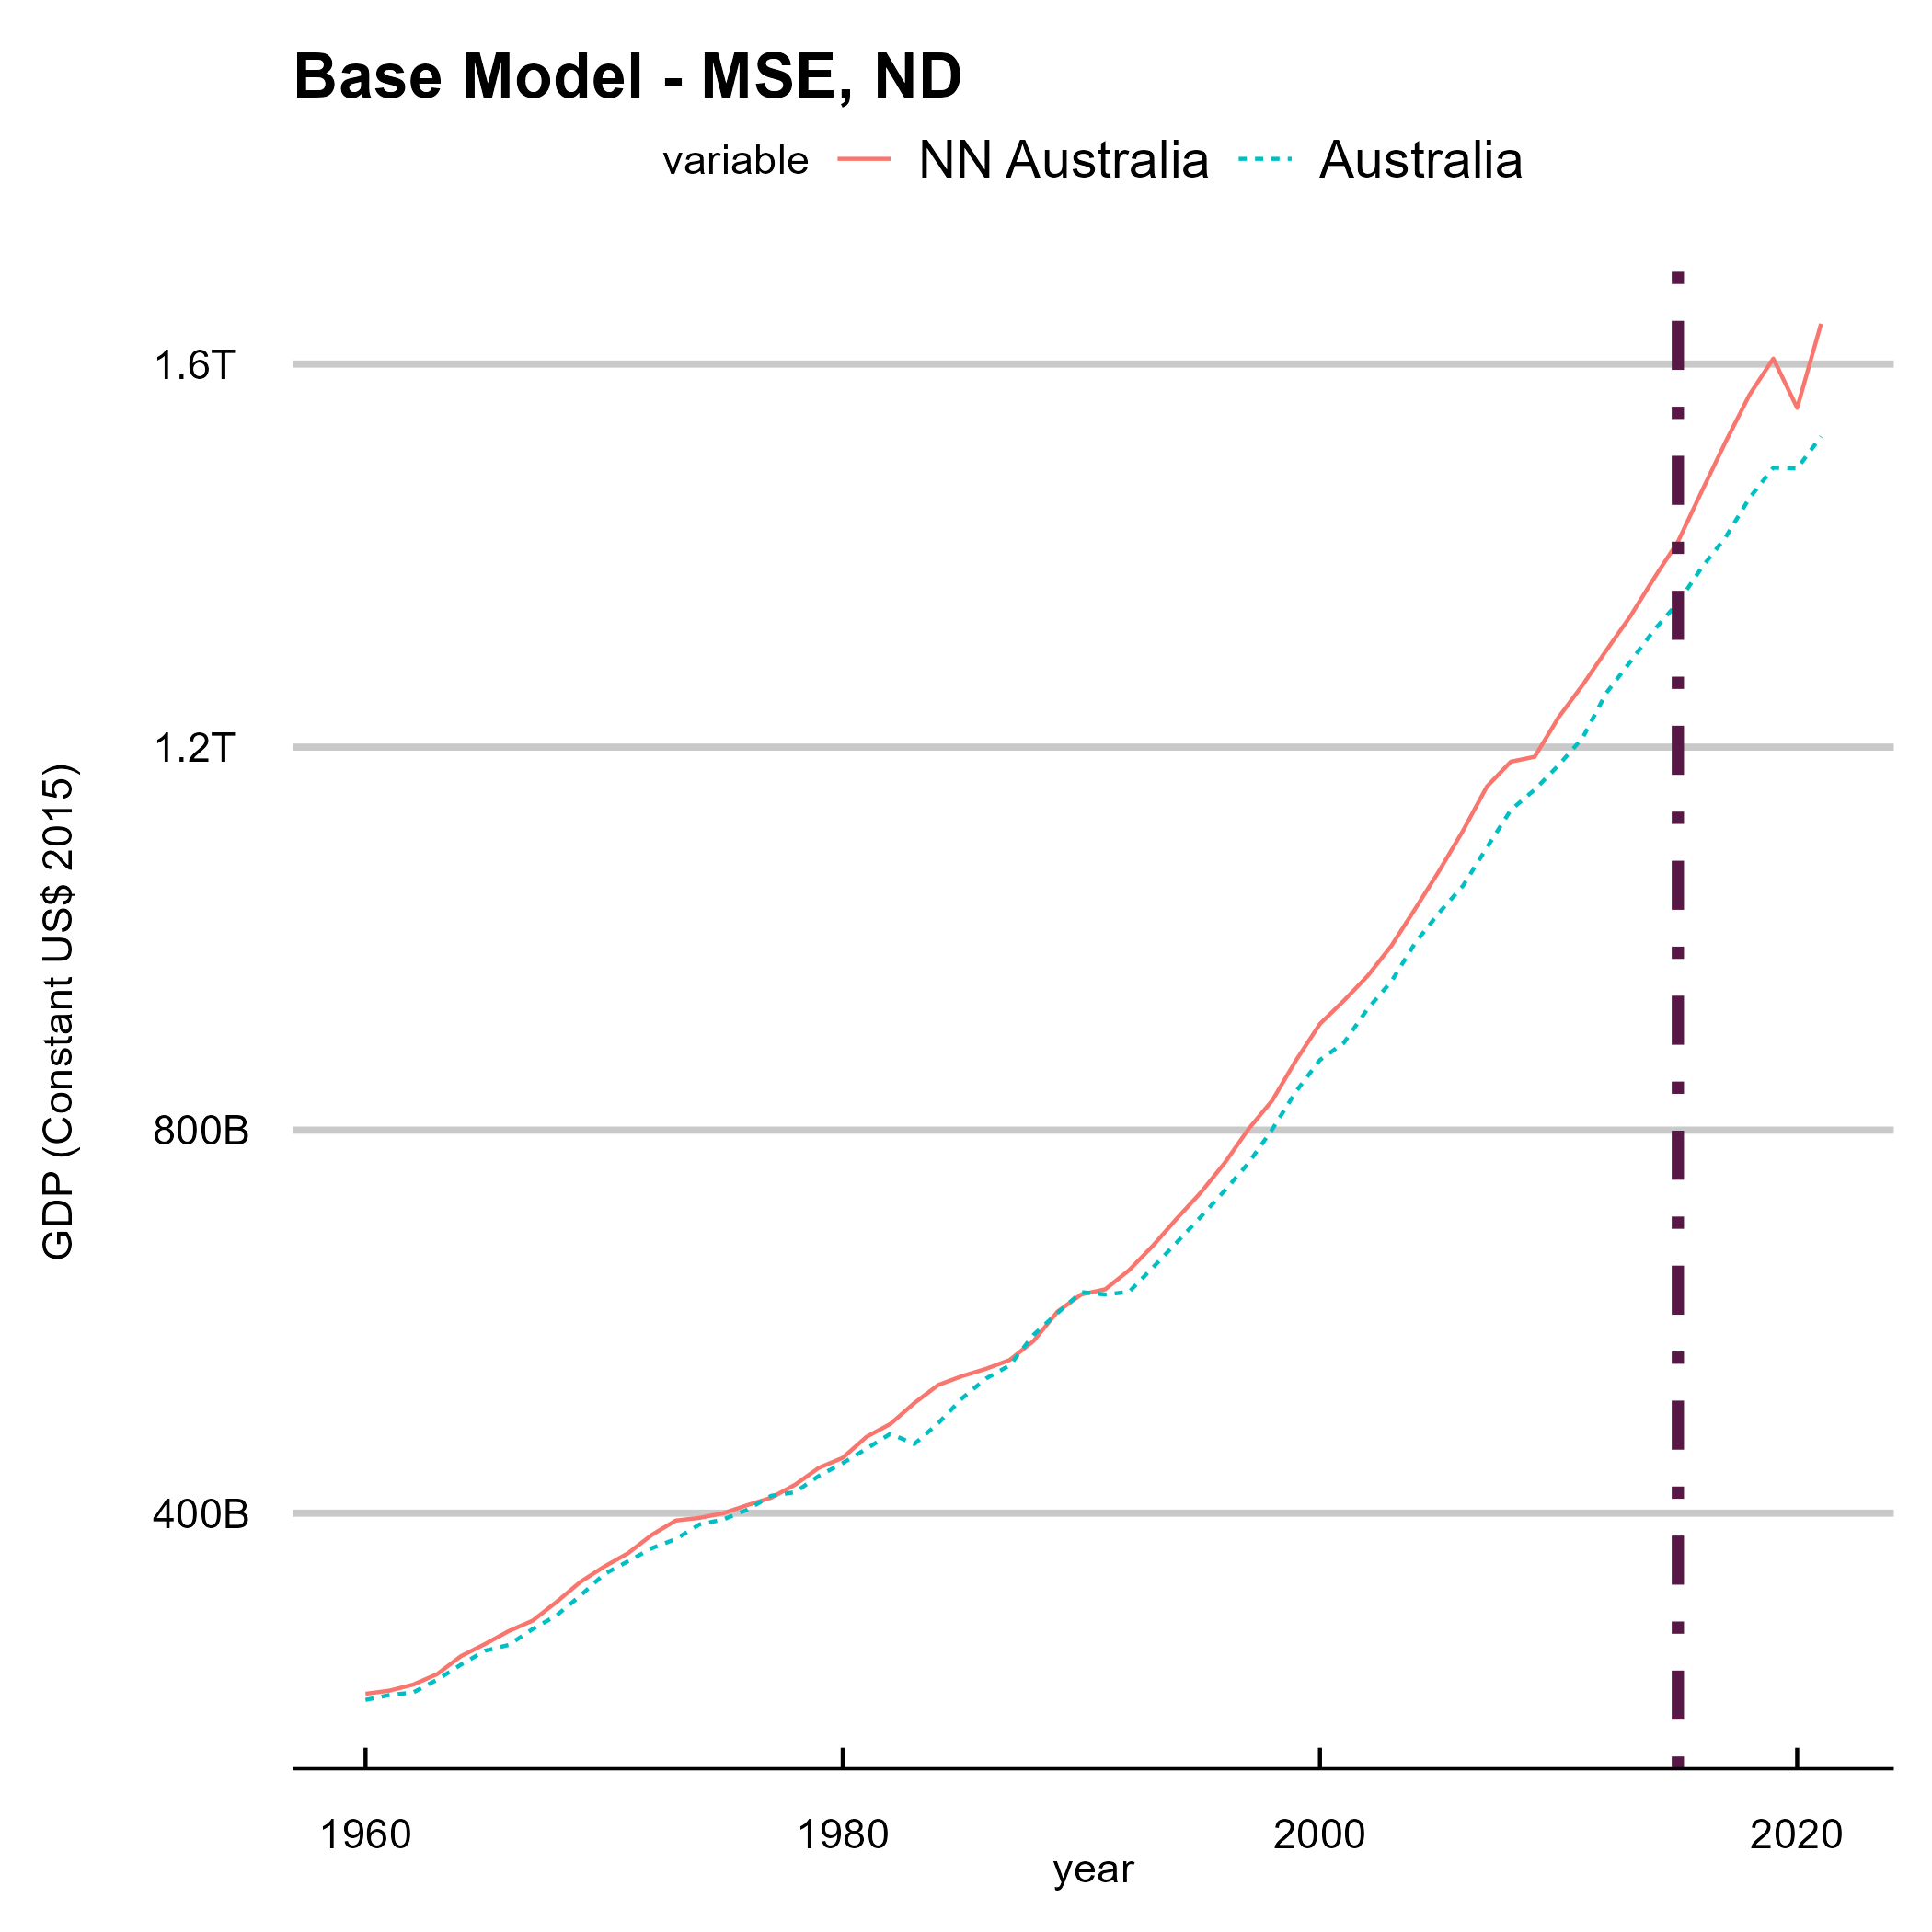 Base Model - MSE, ND
variable NN Australia Australia
1.6T
1.2T
800B
400B
GDP (Constant US$ 2015)
1960 1980 2000 2020
year